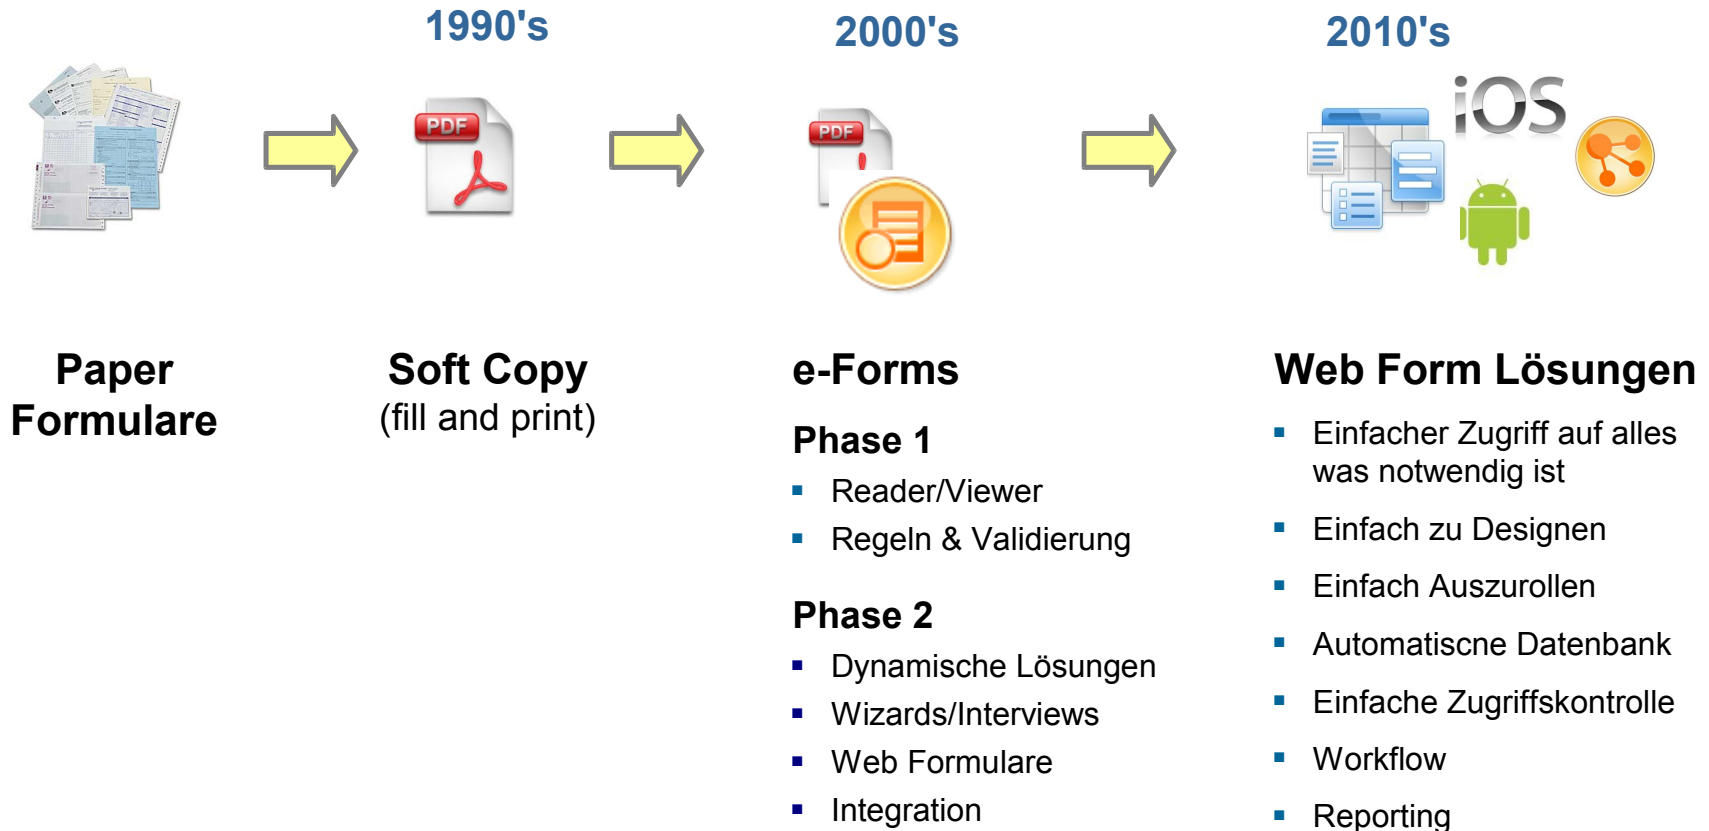 1990's
2000's
2010's
PDF
PDF
iOS
Paper
Formulare
Soft Copy
(fill and print)
e-Forms
Phase 1
Reader/Viewer
Regeln & Validierung
Phase 2
Dynamische Lösungen
Wizards/Interviews
Web Formulare
Integration
Web Form Lösungen
Einfacher Zugriff auf alles
was notwendig ist
Einfach zu Designen
Einfach Auszurollen
Automatiscne Datenbank
Einfache Zugriffskontrolle
Workflow
Reporting